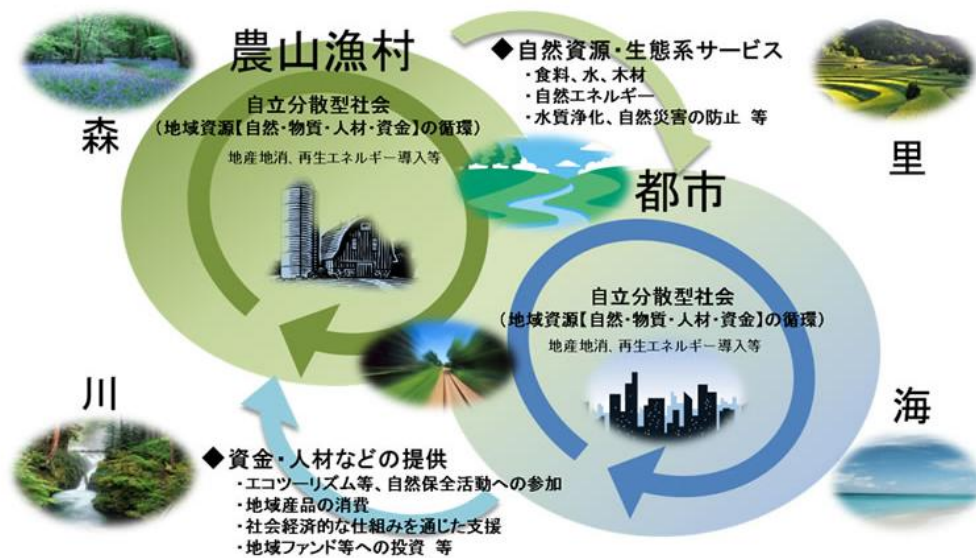 農山漁村
森
自立分散型社会
(地域資源【自然・物質・人材・資金】の循環)
地産地消、再生エネルギー導入等
◆自然資源・生態系サービス
・食料、水、木材
・自然エネルギー
・水質浄化、自然災害の防止 等
里
都市
自立分散型社会
(地域資源【自然・物質・人材・資金】の循環)
地産地消、再生エネルギー導入等
川
海
◆資金・人材などの提供
・エコツーリズム等、自然保全活動への参加
・地域産品の消費
・社会経済的な仕組みを通じた支援
・地域ファンド等への投資 等